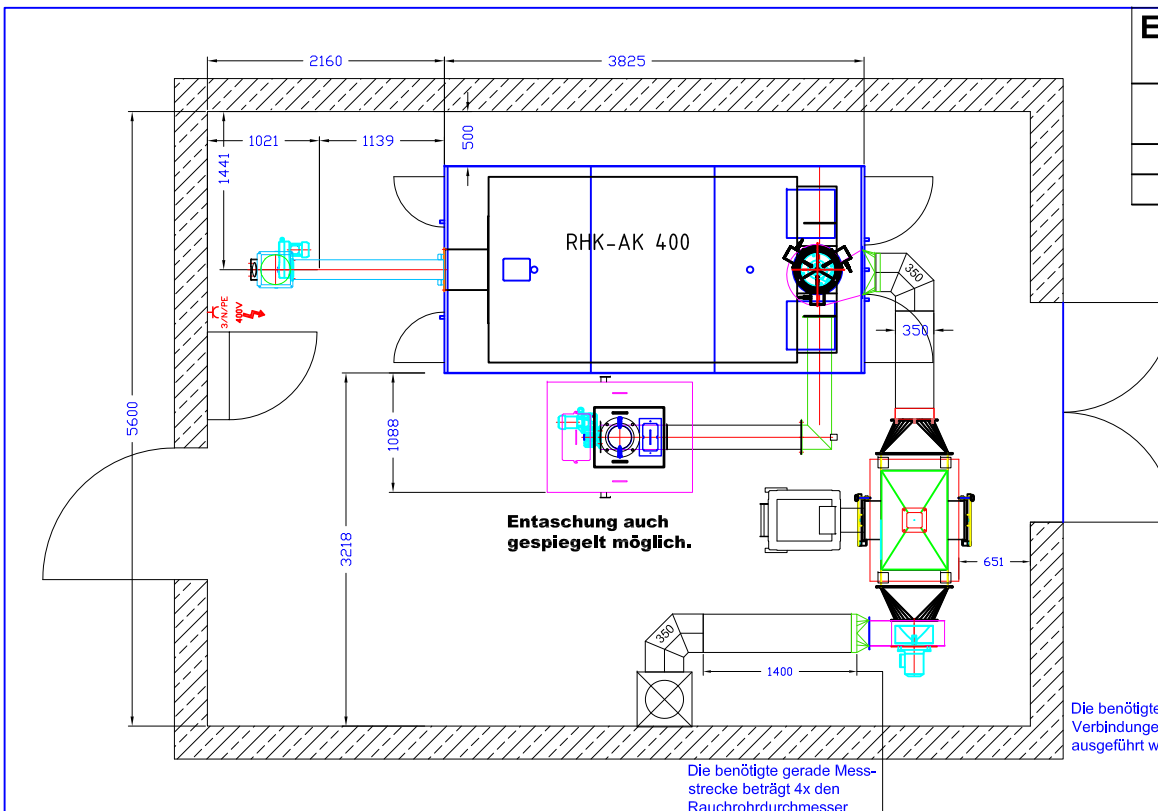 E
2160
3825
1021
1139
500
1441
RHK-AK 400
350
3/N/PE
400V
350
5600
1088
Entaschung auch
gespiegelt möglich.
3218
651
350
1400
Die benötigte
Verbindunge
ausgeführt w
Die benötigte gerade Mess-
strecke beträgt 4x den
Rauchrohrdurchmesser